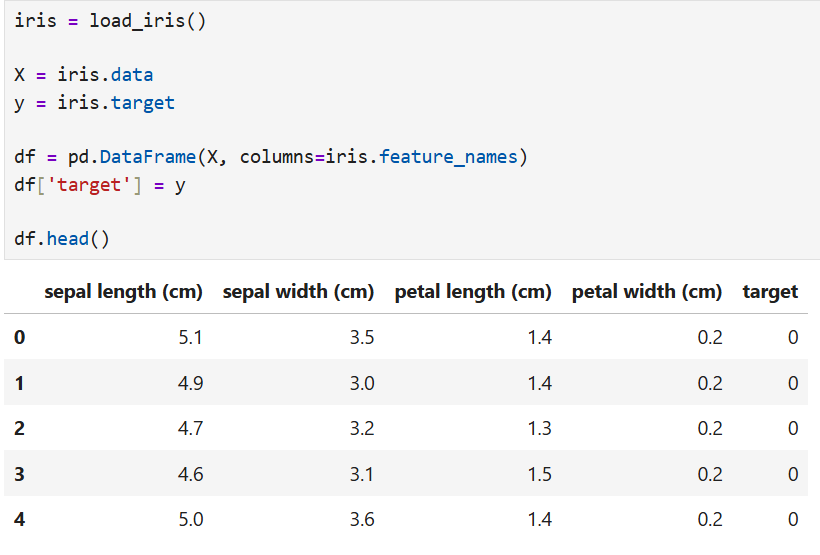 iris = load_iris()
X = iris.data
y = iris.target
df = pd.DataFrame(X, columns=iris.feature_names)
df['target'] = y
df.head()
sepal length (cm) sepal width (cm) petal length (cm) petal width (cm) target
0 5.1 3.5 1.4 0.2 0
1 4.9 3.0 1.4 0.2 0
2 4.7 3.2 1.3 0.2 0
3 4.6 3.1 1.5 0.2 0
4 5.0 3.6 1.4 0.2 0